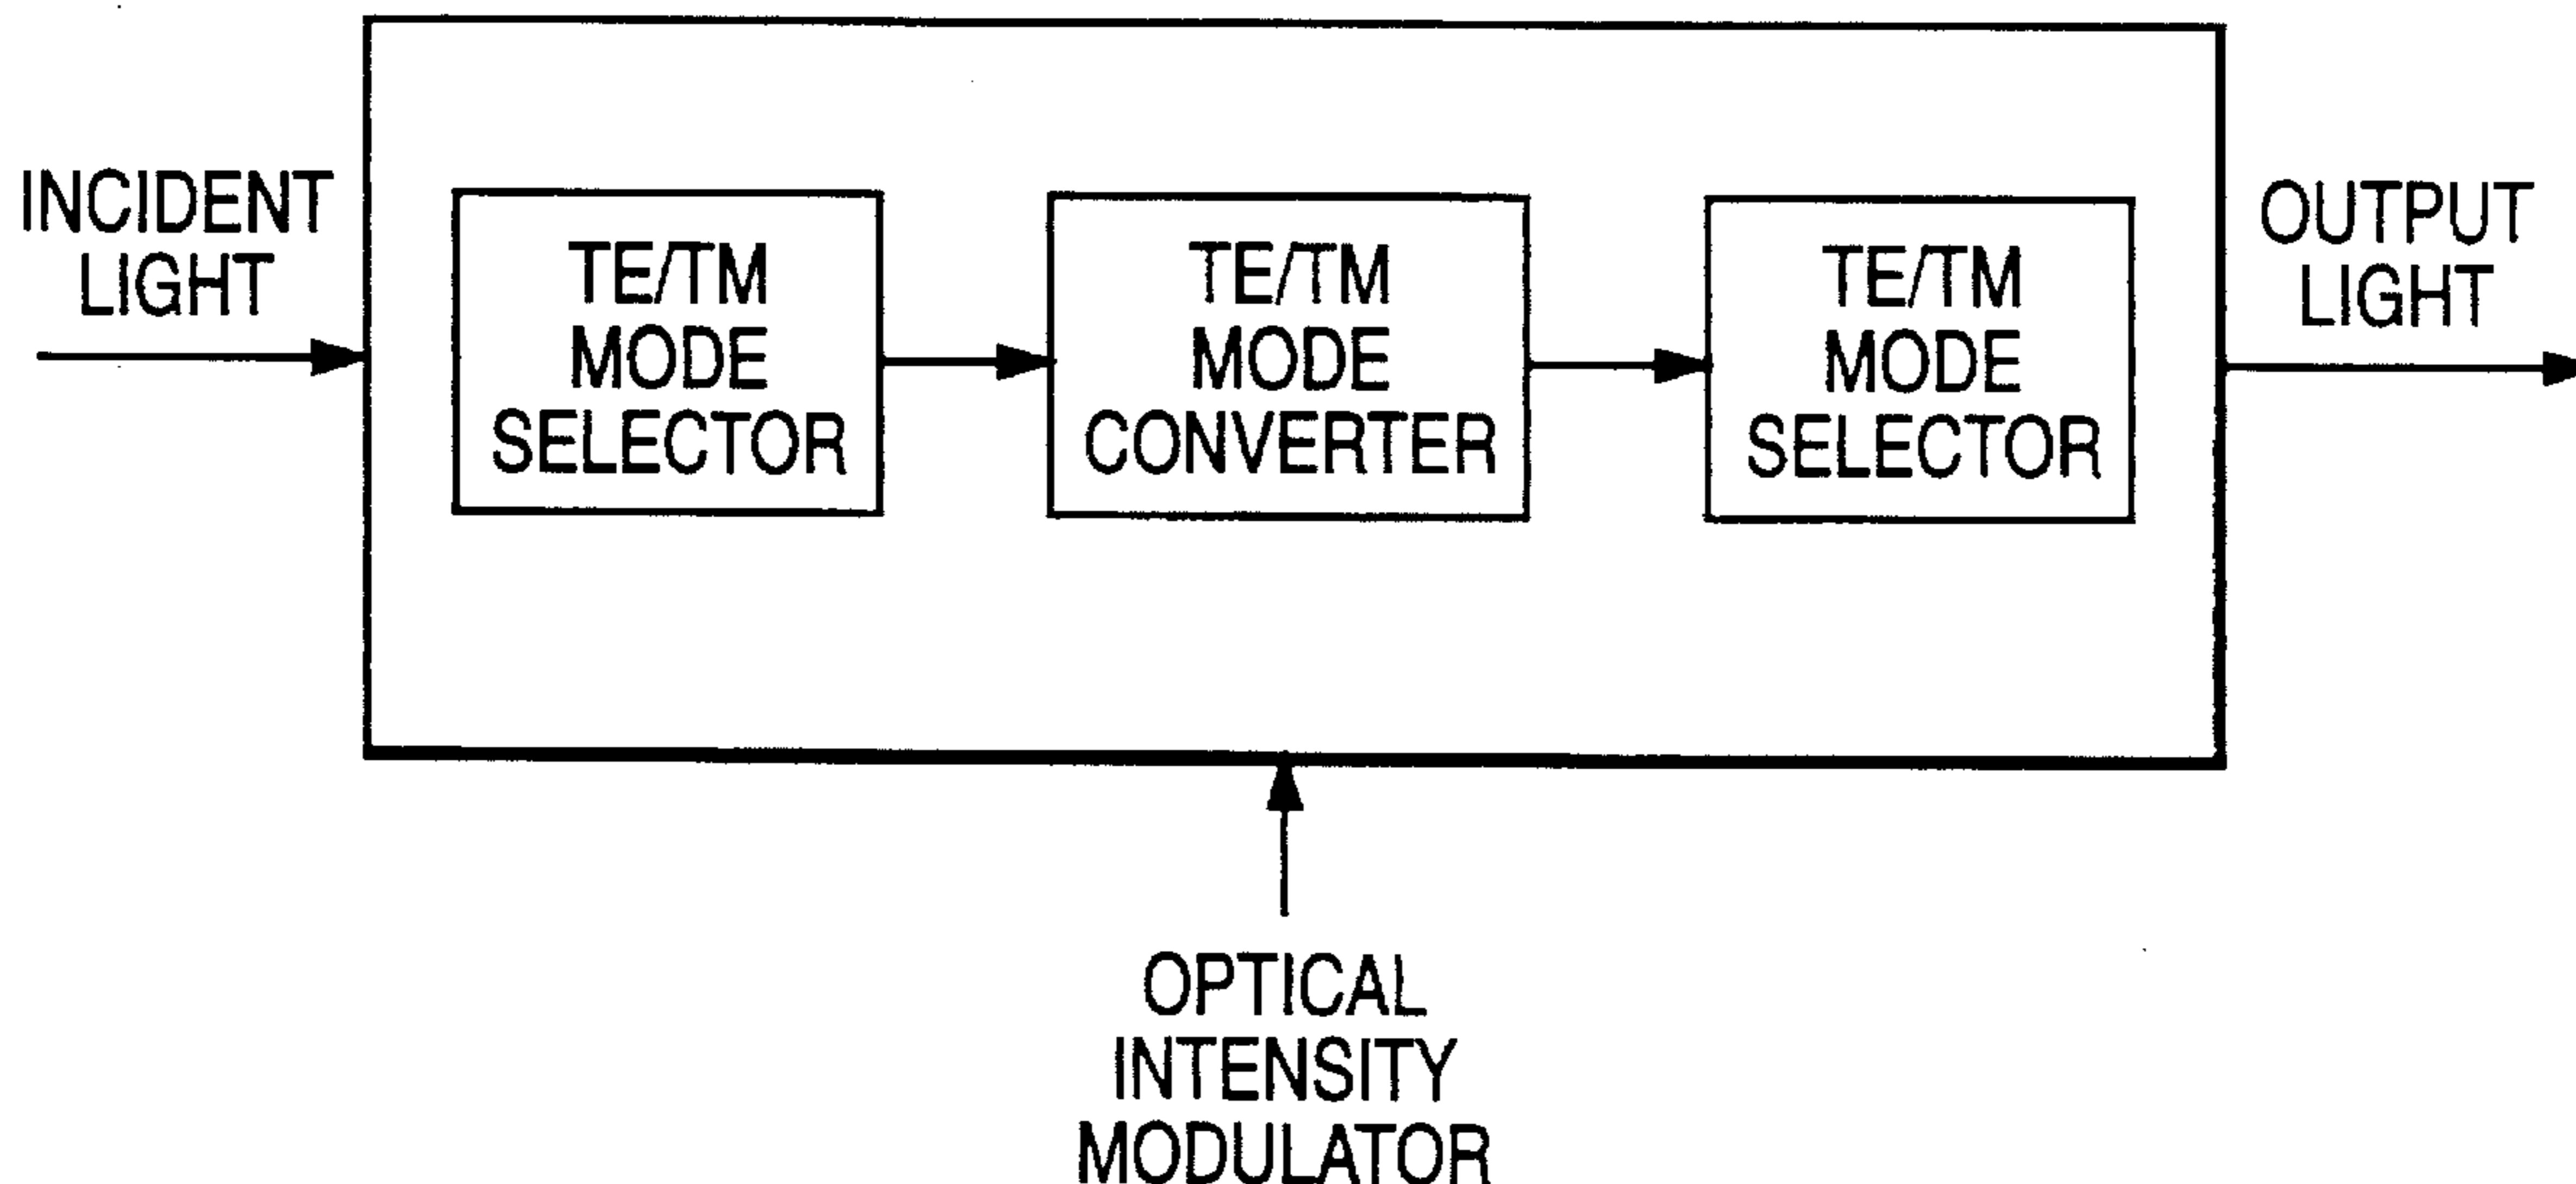 INCIDENT
LIGHT
TE/TM
MODE
SELECTOR
TE/TM
MODE
CONVERTER
TE/TM
MODE
SELECTOR
OUTPUT
LIGHT
OPTICAL
INTENSITY
MODULATOR